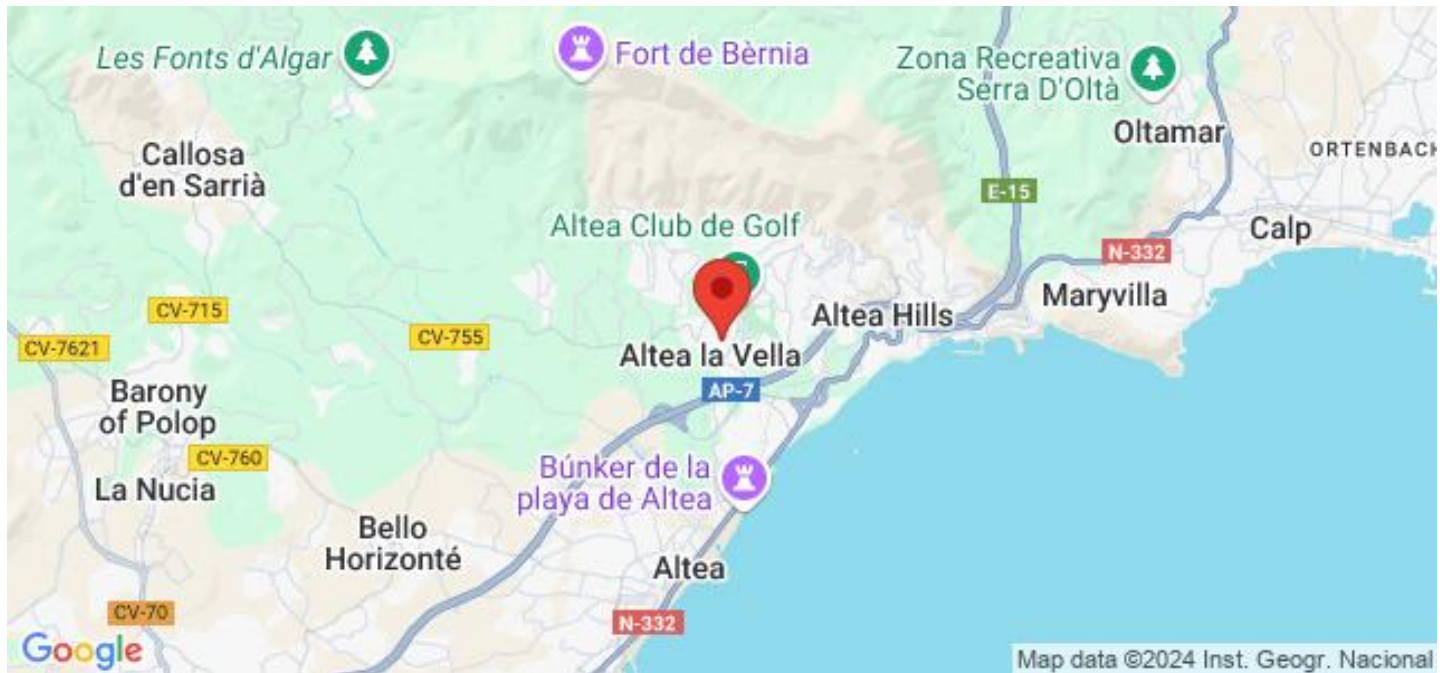 Les Fonts d'Algar
Fort de Bèrnia
Zona Recreativa
Serra D'Oltà
Oltamar
ORTENBACH
Callosa
d'en Sarrià
E-15
Altea Club de Golf
Calp
N-332
Maryvilla
CV-715
Altea Hills
CV-755
CV-7621
Altea la Vella
AP-7
Barony
of Polop
CV-760
La Nucia
Búnker de la
playa de Altea
Bello
Horizonté
Altea
CV-70
N-332
Google
Map data ©2024 Inst. Geogr. Nacional